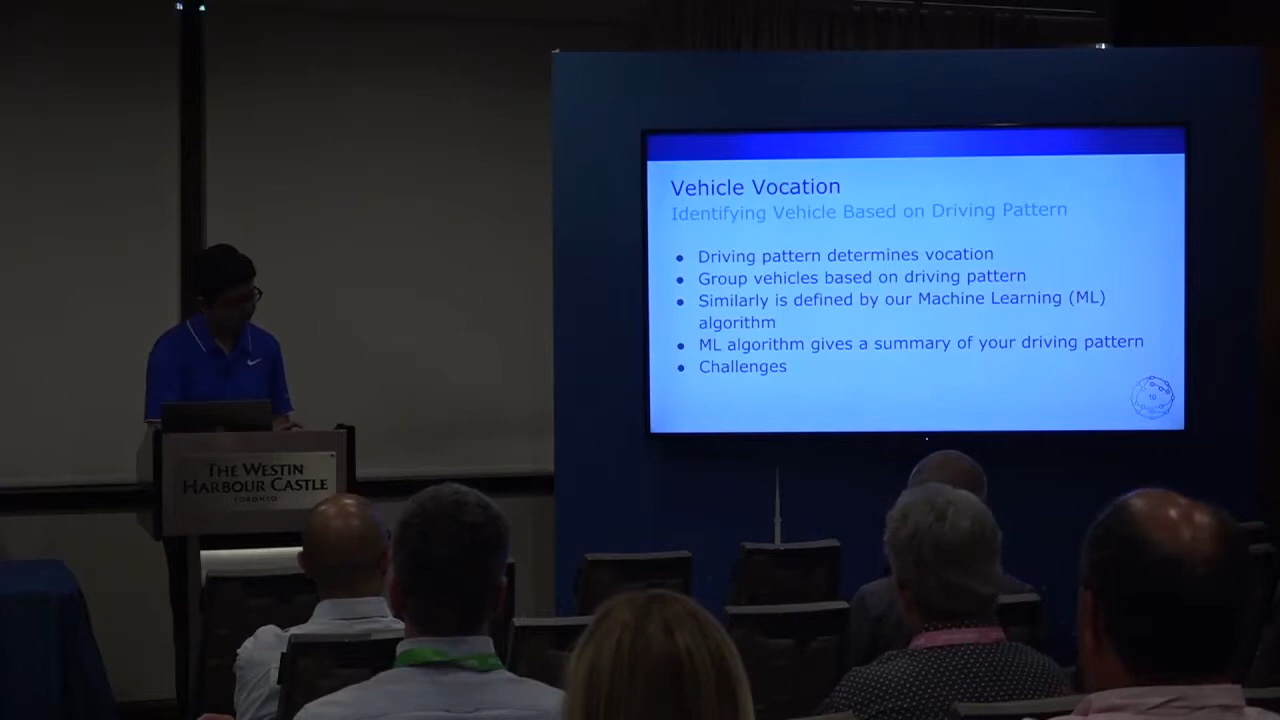 Vehicle Vocation
Identifying Vehicle Based on Driving Pattern
● Driving pattern determines vocation
● Group vehicles based on driving pattern
● Similarly is defined by our Machine Learning (ML)
algorithm
● ML algorithm gives a summary of your driving pattern
● Challenges
10
THE WESTIN
HARBOUR CASTLE
TORONTO